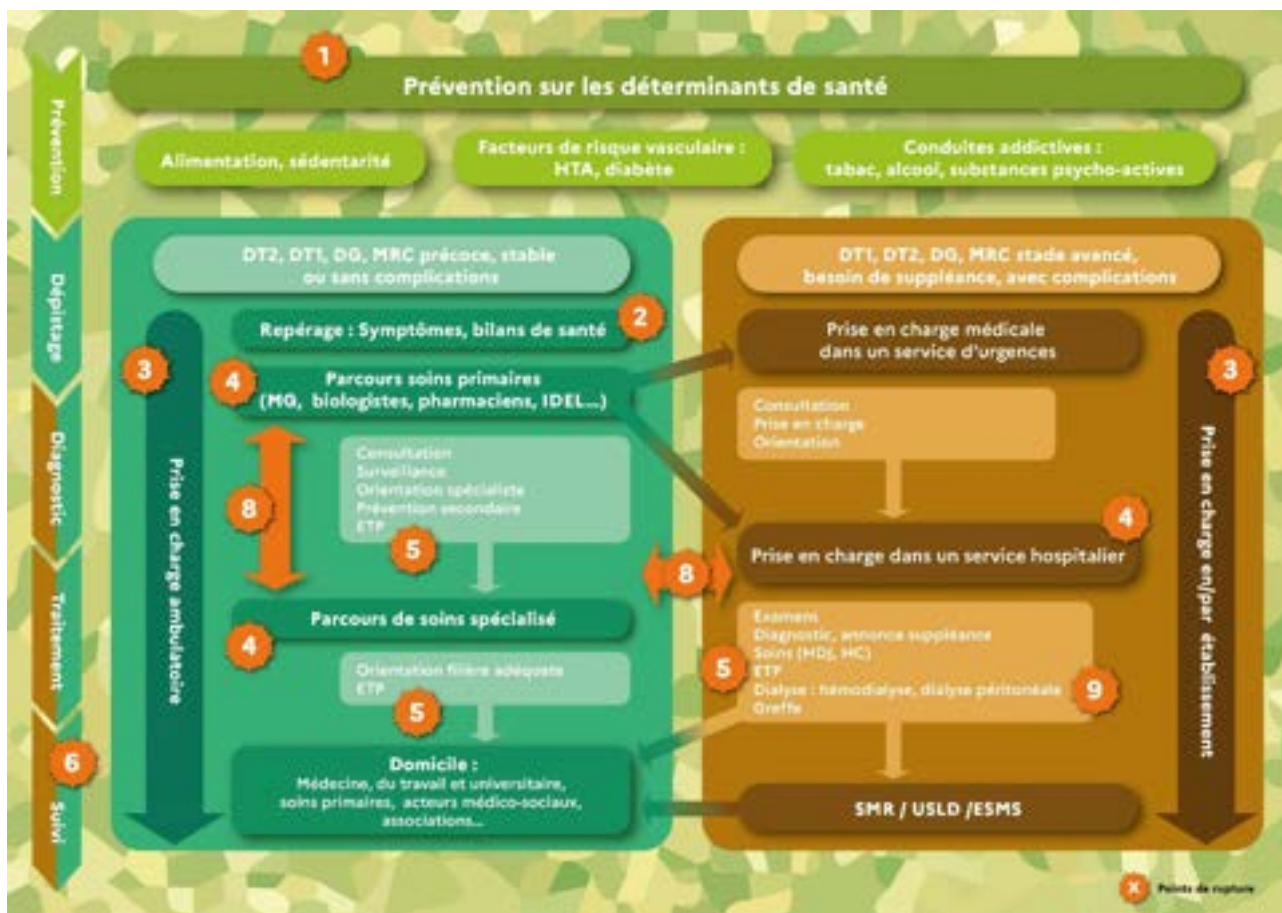 1
Prévention sur les déterminants de santé
Prévention
Alimentation, sédentarité
Facteurs de risque vasculaire :
HTA, diabète
Conduites addictives :
tabac, alcool, substances psycho-actives
Dépistage
Diagnostic
Traitement
Suivi
6
DT2, DT1, DG, MRC précoce, stable
ou sans complications
3
Prise en charge ambulatoire
Repérage : Symptômes, bilans de santé
2
4
Parcours soins primaires
(MG, biologistes, pharmaciens, IDEL...)
8
Consultation
Surveillance
Orientation spécialiste
Prévention secondaire
ETP
5
Parcours de soins spécialisé
4
Orientation filière adéquate
ETP
5
Domicile :
Médecine, du travail et universitaire,
soins primaires, acteurs médico-sociaux,
associations...
8
DT1, DT2, DG, MRC stade avancé,
besoin de suppléance, avec complications
Prise en charge médicale
dans un service d'urgences
3
Prise en charge en/par établissement
Consultation
Prise en charge
Orientation
4
Prise en charge dans un service hospitalier
Examens
Diagnostic, annonce suppléance
Soins (HDJ, HC)
ETP
Dialyse : hémodialyse, dialyse péritonéale
Greffe
5
9
SMR / USLD /ESMS
X Points de rupture